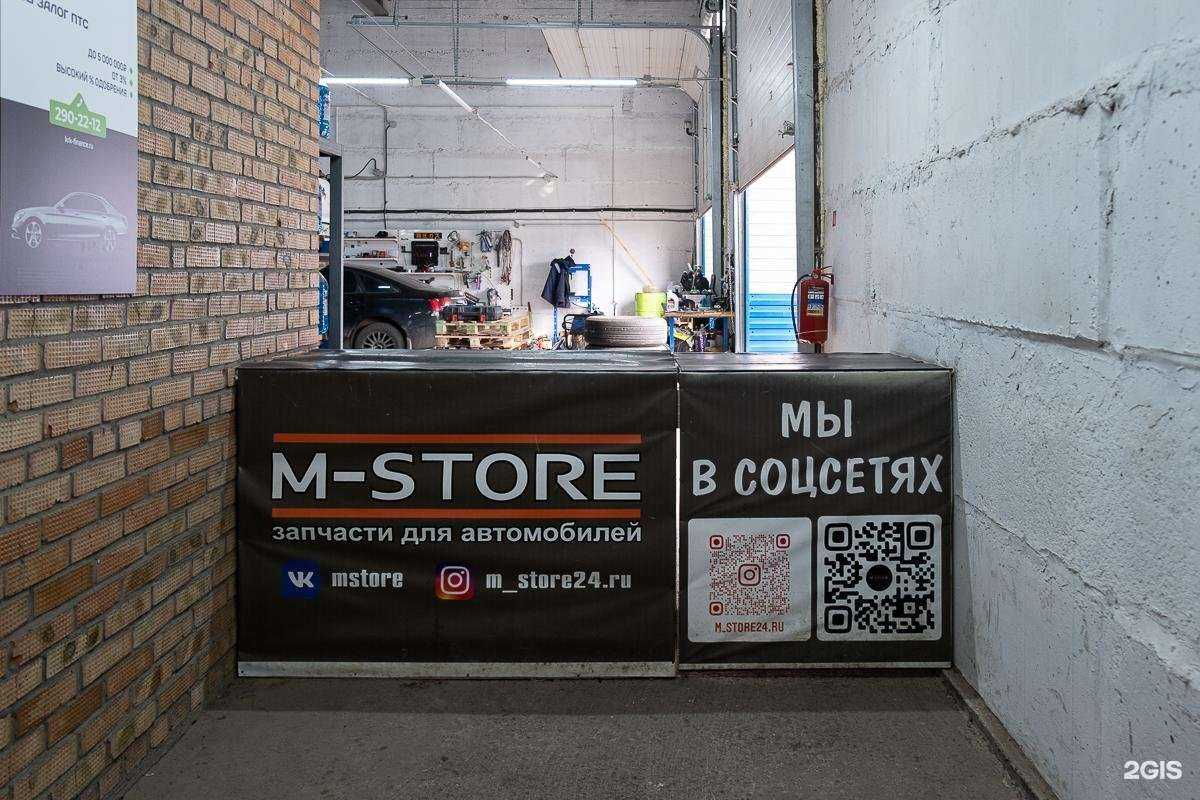 ЗАЛОГ ПТС
ДО 5 000 000₽
ОТ 3%
ВЫСОКИЙ % ОДОБРЕНИЯ
290-22-12
M-STORE
запчасти для автомобилей
mstore
m_store24.ru
МЫ
В СОЦСЕТЯХ
M_STORE24.RU
2GIS